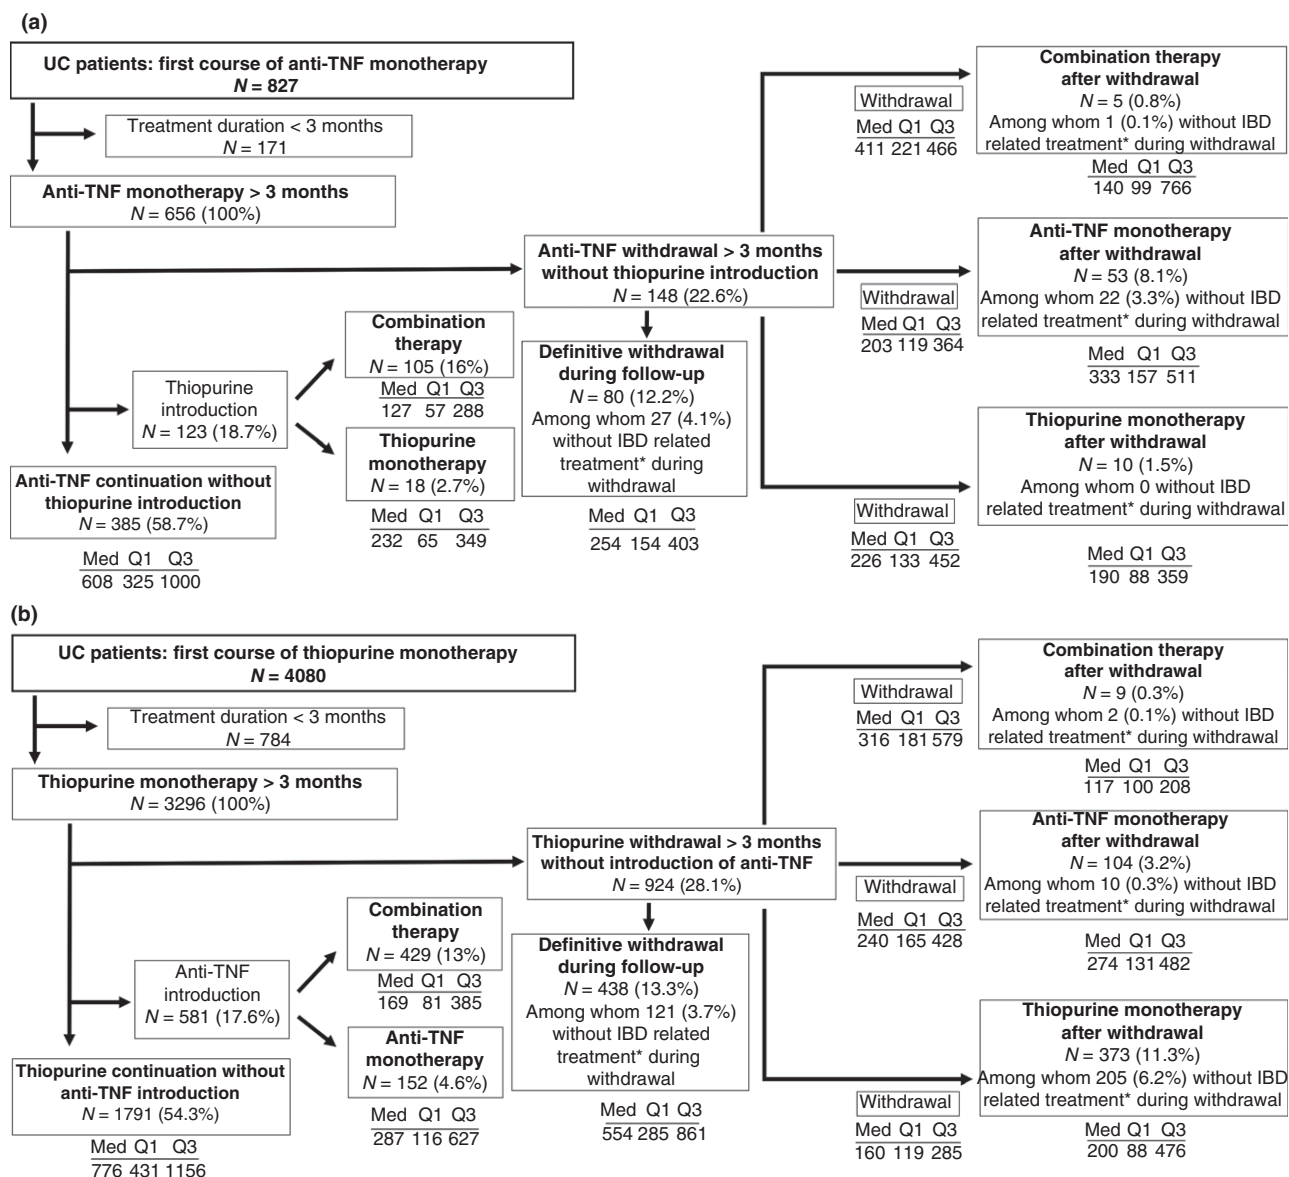 (a)
UC patients: first course of anti-TNF monotherapy
N = 827
Treatment duration < 3 months
N = 171
Anti-TNF monotherapy > 3 months
N = 656 (100%)
Anti-TNF withdrawal > 3 months
without thiopurine introduction
N = 148 (22.6%)
Thiopurine
introduction
N = 123 (18.7%)
Combination
therapy
N = 105 (16%)
Med Q1 Q3
127 57 288
Thiopurine
monotherapy
N = 18 (2.7%)
Med Q1 Q3
232 65 349
Anti-TNF continuation without
thiopurine introduction
N = 385 (58.7%)
Med Q1 Q3
608 325 1000
Definitive withdrawal
during follow-up
N = 80 (12.2%)
Among whom 27 (4.1%)
without IBD related
treatment* during
withdrawal
Med Q1 Q3
254 154 403
Withdrawal
Med Q1 Q3
411 221 466
Combination therapy
after withdrawal
N = 5 (0.8%)
Among whom 1 (0.1%) without IBD
related treatment* during withdrawal
Med Q1 Q3
140 99 766
Withdrawal
Med Q1 Q3
203 119 364
Anti-TNF monotherapy
after withdrawal
N = 53 (8.1%)
Among whom 22 (3.3%) without IBD
related treatment* during withdrawal
Med Q1 Q3
333 157 511
Withdrawal
Med Q1 Q3
226 133 452
Thiopurine monotherapy
after withdrawal
N = 10 (1.5%)
Among whom 0 without IBD
related treatment* during withdrawal
Med Q1 Q3
190 88 359
(b)
UC patients: first course of thiopurine monotherapy
N = 4080
Treatment duration < 3 months
N = 784
Thiopurine monotherapy > 3 months
N = 3296 (100%)
Thiopurine withdrawal > 3 months
without introduction of anti-TNF
N = 924 (28.1%)
Anti-TNF
introduction
N = 581 (17.6%)
Combination
therapy
N = 429 (13%)
Med Q1 Q3
169 81 385
Anti-TNF
monotherapy
N = 152 (4.6%)
Med Q1 Q3
287 116 627
Thiopurine continuation without
anti-TNF introduction
N = 1791 (54.3%)
Med Q1 Q3
776 431 1156
Definitive withdrawal
during follow-up
N = 438 (13.3%)
Among whom 121 (3.7%)
without IBD related
treatment* during
withdrawal
Med Q1 Q3
554 285 861
Withdrawal
Med Q1 Q3
316 181 579
Combination therapy
after withdrawal
N = 9 (0.3%)
Among whom 2 (0.1%) without IBD
related treatment* during withdrawal
Med Q1 Q3
117 100 208
Withdrawal
Med Q1 Q3
240 165 428
Anti-TNF monotherapy
after withdrawal
N = 104 (3.2%)
Among whom 10 (0.3%) without IBD
related treatment* during withdrawal
Med Q1 Q3
274 131 482
Withdrawal
Med Q1 Q3
160 119 285
Thiopurine monotherapy
after withdrawal
N = 373 (11.3%)
Among whom 205 (6.2%) without IBD
related treatment* during withdrawal
Med Q1 Q3
200 88 476